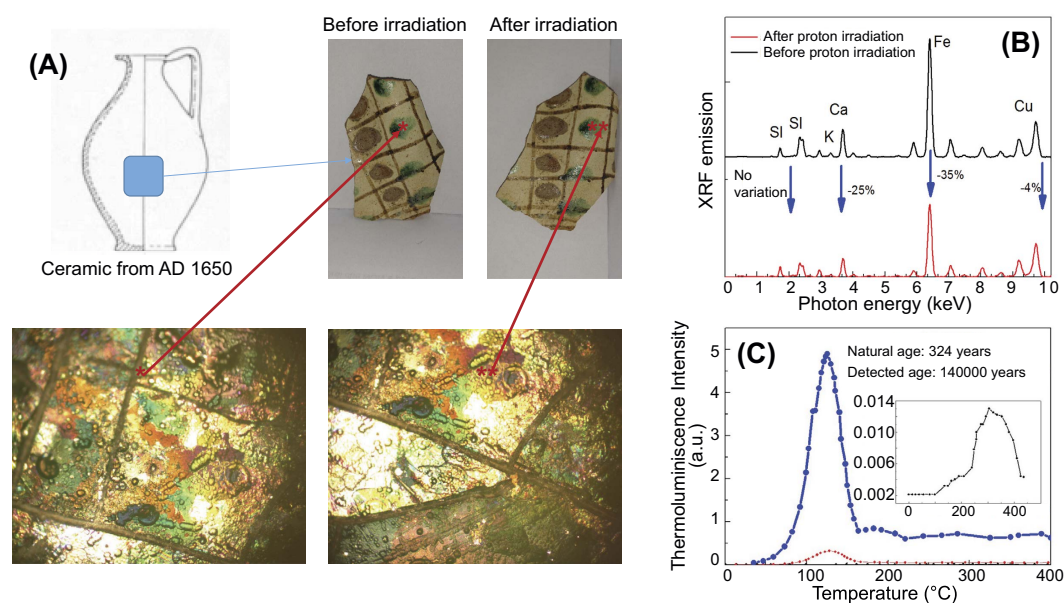 (A)
Before irradiation
After irradiation
*
**
Ceramic from AD 1650
*
**
(B)
After proton irradiation
Before proton irradiation
Fe
Ca
Cu
SI
SI
K
XRF emission
No
variation
-25%
-35%
-4%
0 1 2 3 4 5 6 7 8 9 10
Photon energy (keV)
(C)
Natural age: 324 years
Detected age: 140000 years
Thermoluminiscence Intensity
(a.u.)
5
4
3
2
1
0
0.014
0.010
0.006
0.002
0 200 400
0 100 200 300 400
Temperature (°C)